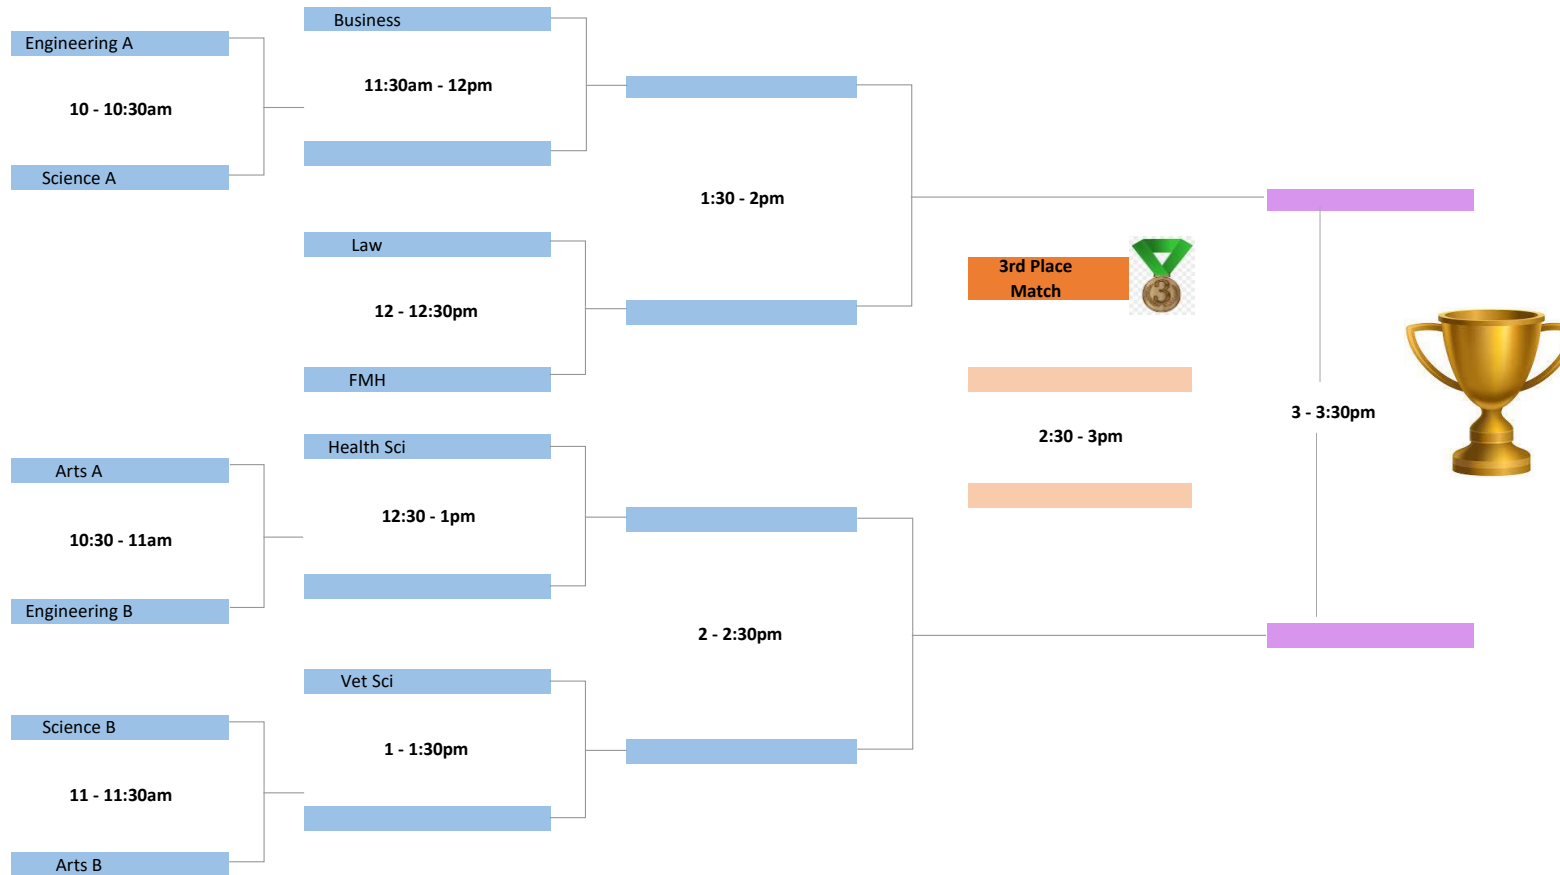 Engineering A
10 - 10:30am
Science A
Arts A
10:30 - 11am
Engineering B
Science B
11 - 11:30am
Arts B
Business
11:30am - 12pm
Law
12 - 12:30pm
FMH
Health Sci
12:30 - 1pm
Vet Sci
1 - 1:30pm
1:30 - 2pm
2 - 2:30pm
3rd Place
Match
3
2:30 - 3pm
3 - 3:30pm